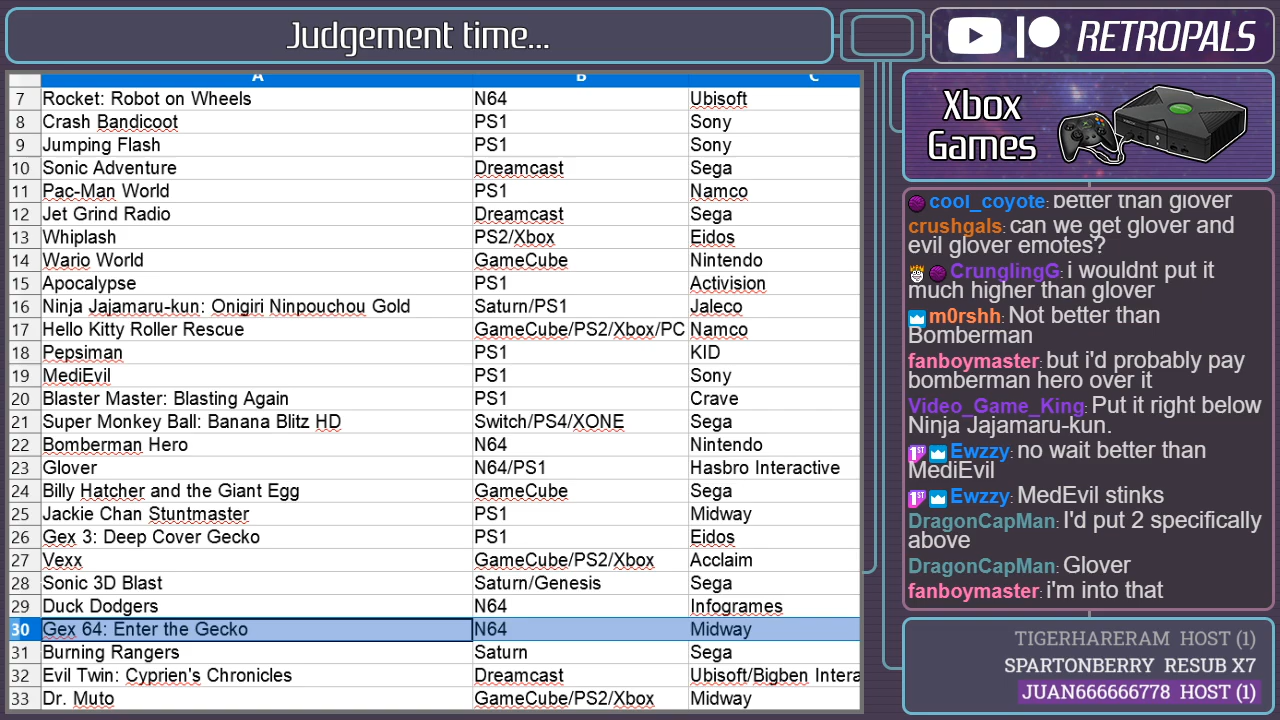 Judgement time...
RETROPALS
A B C
7 Rocket: Robot on Wheels N64 Ubisoft
8 Crash Bandicoot PS1 Sony
9 Jumping Flash PS1 Sony
10 Sonic Adventure Dreamcast Sega
11 Pac-Man World PS1 Namco
12 Jet Grind Radio Dreamcast Sega
13 Whiplash PS2/Xbox Eidos
14 Wario World GameCube Nintendo
15 Apocalypse PS1 Activision
16 Ninja Jajamaru-kun: Onigiri Ninpouchou Gold Saturn/PS1 Jaleco
17 Hello Kitty Roller Rescue GameCube/PS2/Xbox/PC Namco
18 Pepsiman PS1 KID
19 MediEvil PS1 Sony
20 Blaster Master: Blasting Again PS1 Crave
21 Super Monkey Ball: Banana Blitz HD Switch/PS4/XONE Sega
22 Bomberman Hero N64 Nintendo
23 Glover N64/PS1 Hasbro Interactive
24 Billy Hatcher and the Giant Egg GameCube Sega
25 Jackie Chan Stuntmaster PS1 Midway
26 Gex 3: Deep Cover Gecko PS1 Eidos
27 Vexx GameCube/PS2/Xbox Acclaim
28 Sonic 3D Blast Saturn/Genesis Sega
29 Duck Dodgers N64 Infogrames
30 Gex 64: Enter the Gecko N64 Midway
31 Burning Rangers Saturn Sega
32 Evil Twin: Cyprien's Chronicles Dreamcast Ubisoft/Bigben Intera
33 Dr. Muto GameCube/PS2/Xbox Midway
Xbox
Games
cool_coyote: better than glover
crushgals: can we get glover and
evil glover emotes?
CrunglingG: i wouldnt put it
much higher than glover
m0rshh: Not better than
Bomberman
fanboymaster: but i'd probably pay
bomberman hero over it
Video_Game_King: Put it right below
Ninja Jajamaru-kun.
1ST Ewzzy: no wait better than
MediEvil
1ST Ewzzy: MedEvil stinks
DragonCapMan: I'd put 2 specifically
above
DragonCapMan: Glover
fanboymaster: i'm into that
TIGERHARERAM HOST (1)
SPARTONBERRY RESUB X7
JUAN666666778 HOST (1)